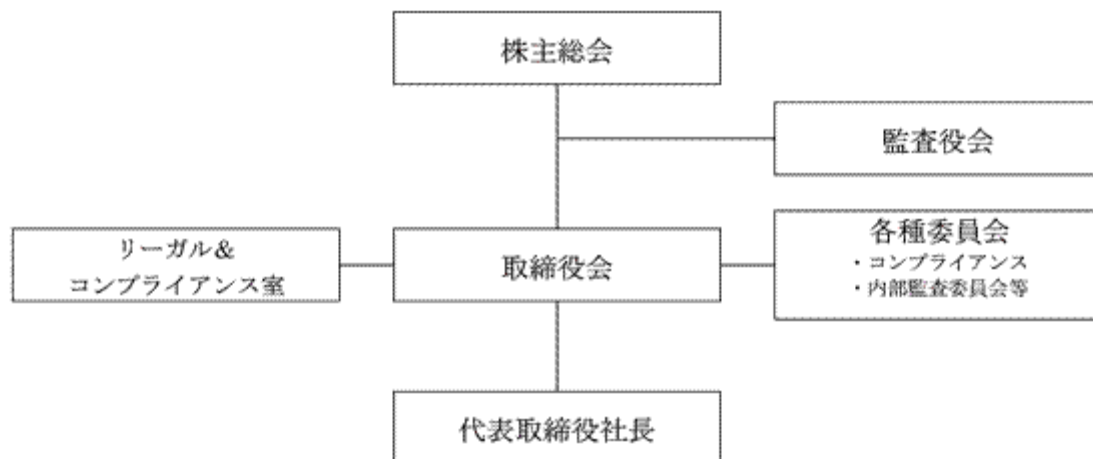 株主総会
監査役会
リーガル&
コンプライアンス室
取締役会
各種委員会
・コンプライアンス
・内部監査委員会等
代表取締役社長